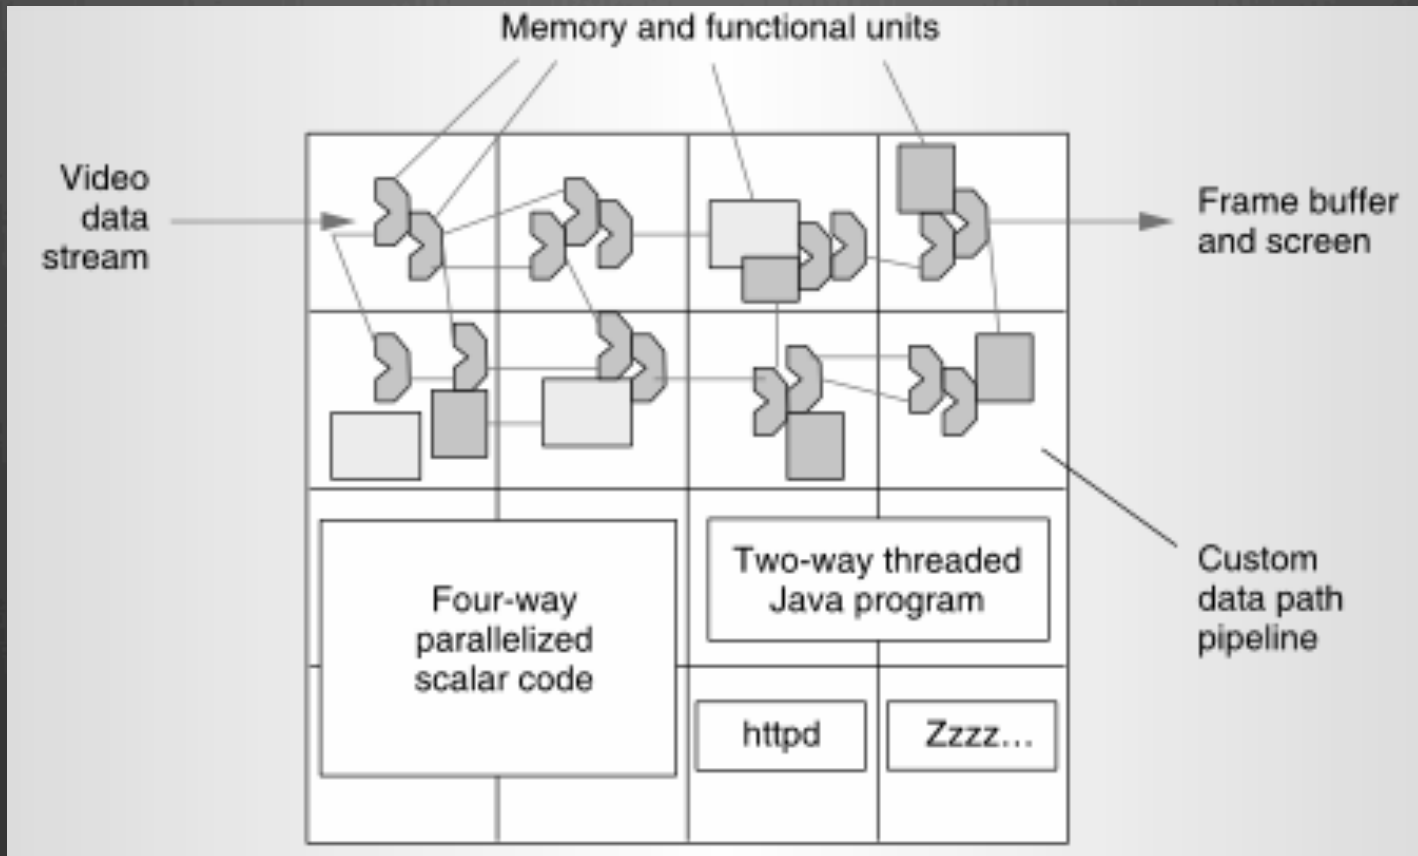 Memory and functional units
Video
data
stream
Frame buffer
and screen
Four-way
parallelized
scalar code
Two-way threaded
Java program
Custom
data path
pipeline
httpd
Zzzz...